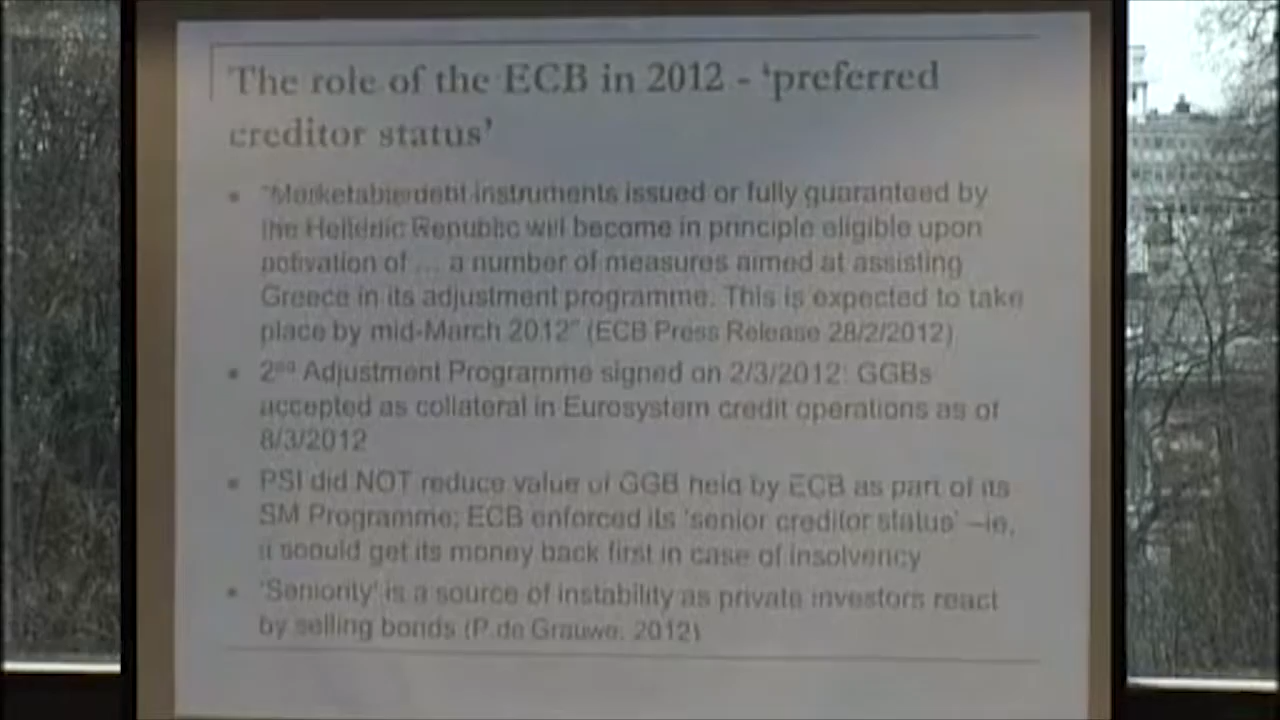 The role of the ECB in 2012 - ‘preferred
creditor status’
• “Marketable debt instruments issued or fully guaranteed by
the Hellenic Republic will become in principle eligible upon
activation of ... a number of measures aimed at assisting
Greece in its adjustment programme. This is expected to take
place by mid-March 2012” (ECB Press Release 28/2/2012)
• 2nd Adjustment Programme signed on 2/3/2012: GGBs
accepted as collateral in Eurosystem credit operations as of
8/3/2012
• PSI did NOT reduce value of GGB held by ECB as part of its
SM Programme; ECB enforced its ‘senior creditor status’ –ie,
it should get its money back first in case of insolvency
• ‘Seniority’ is a source of instability as private investors react
by selling bonds (P de Grauwe, 2012)